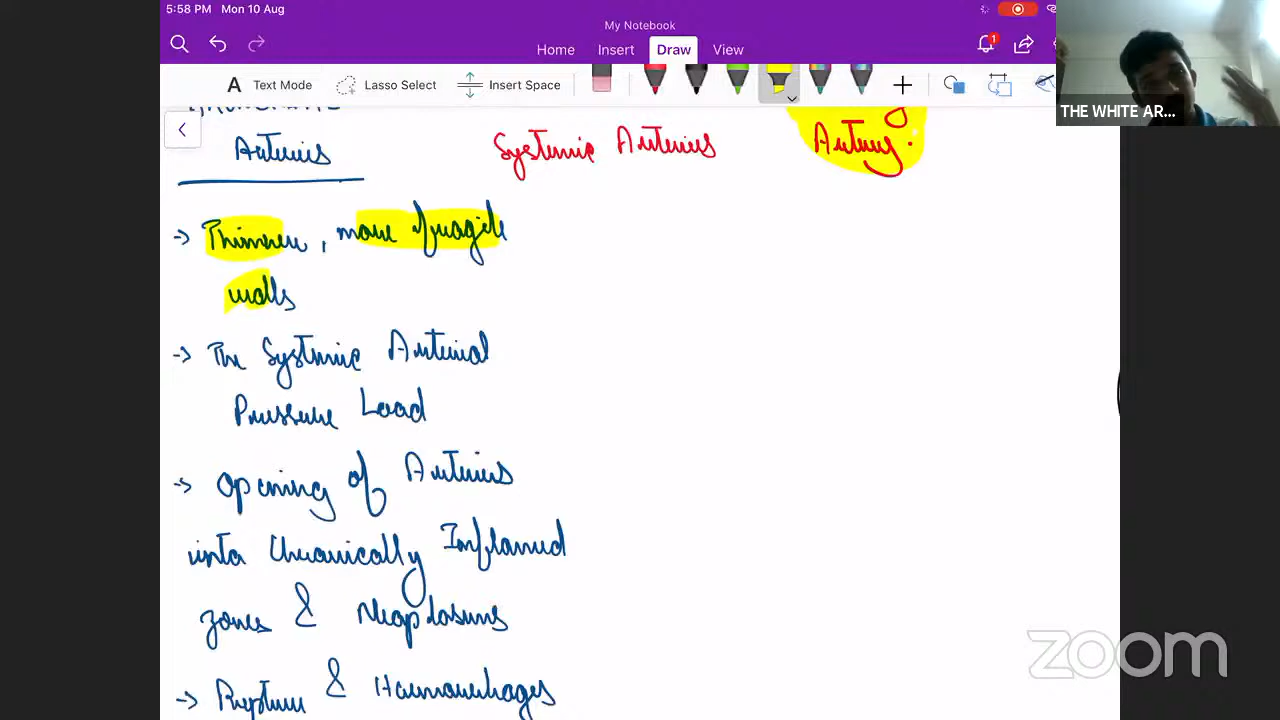 5:58 PM Mon 10 Aug
My Notebook
Home Insert Draw View
1
A Text Mode Lasso Select Insert Space
THE WHITE AR...
Arteries Systemic Arteries Artery.
→ Thinner, more fragile
walls
→ The Systemic Arterial
Pressure Load
→ Opening of Arteries
into Chronically Inflamed
zones & Neoplasms
→ Rupture & Haemorrhages
zoom